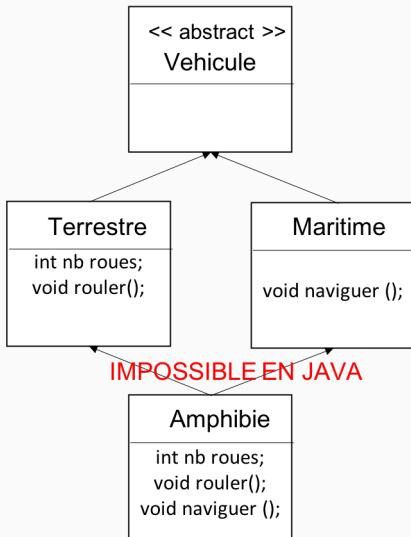 << abstract >>
Vehicule
Terrestre
int nb roues;
void rouler();
Maritime
void naviguer ();
IMPOSSIBLE EN JAVA
Amphibie
int nb roues;
void rouler();
void naviguer ();